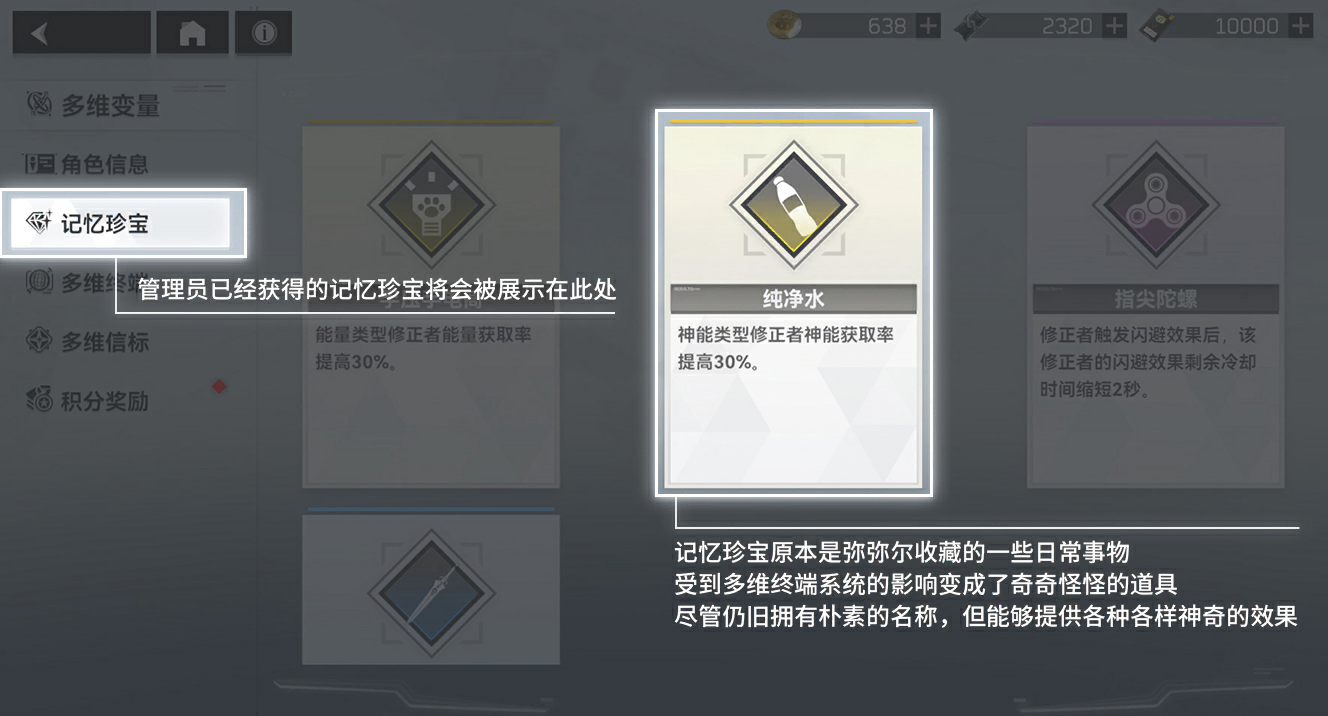 638
2320
10000
多维变量
角色信息
记忆珍宝
多维终端
多维信标
积分奖励
管理员已经获得的记忆珍宝将会被展示在此处
能量类型修正者能量获取率
提高30%。
纯净水
神能类型修正者神能获取率
提高30%。
指尖陀螺
修正者触发闪避效果后，该
修正者的闪避效果剩余冷却
时间缩短2秒。
记忆珍宝原本是弥弥尔收藏的一些日常事物
受到多维终端系统的影响变成了奇奇怪怪的道具
尽管仍旧拥有朴素的名称，但能够提供各种各样神奇的效果